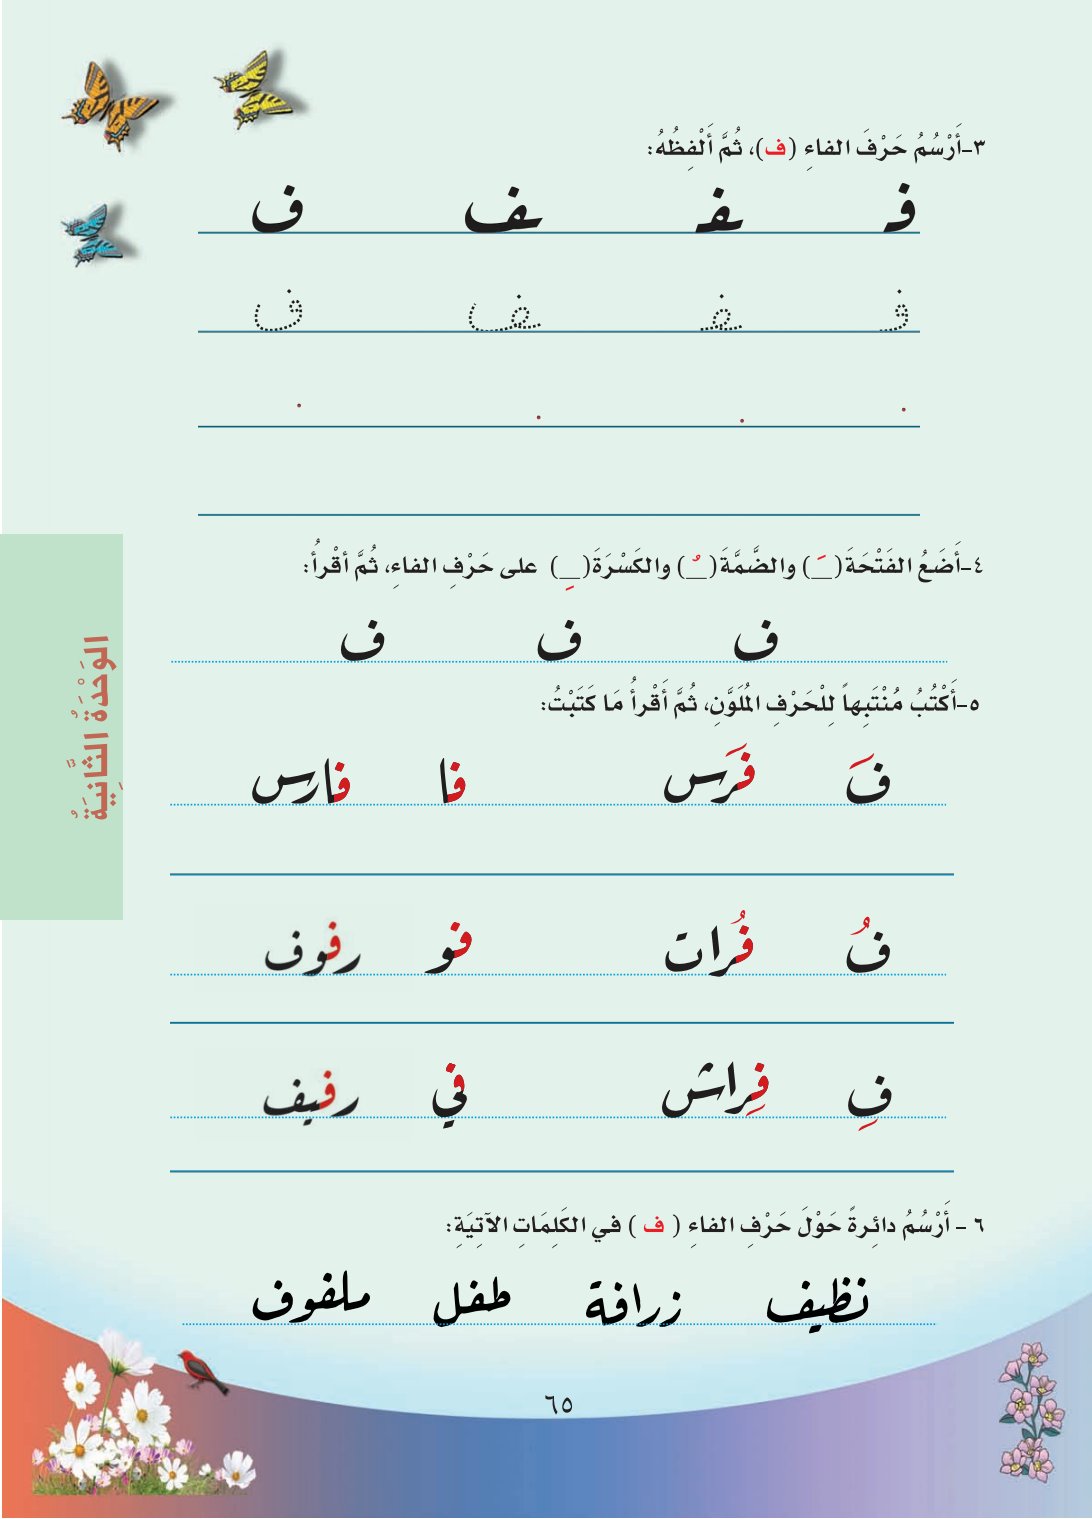 ٣-أَرْسُمُ حَرْفَ الفاءِ (ف)، ثُمَّ أَلْفِظُهُ:
فـ ـفـ ـف ف
فـ ـفـ ـف ف
٤-أَضَعُ الفَتْحَةَ(ـَـ) والضَّمَّةَ(ـُـ) والكَسْرَةَ(ـِـ) على حَرْفِ الفاءِ، ثُمَّ أقْرأُ:
ف ف ف
٥-أَكْتُبُ مُنْتَبِهاً لِلْحَرْفِ المُلَوَّنِ، ثُمَّ أَقْرأُ مَا كَتَبْتُ:
فَ فَرَس فا فارس
فُ فُرات فو رفوف
فِ فِراش في رفيف
٦ - أَرْسُمُ دائِرةً حَوْلَ حَرْفِ الفاءِ ( ف ) في الكَلِمَاتِ الآتِيَةِ:
نظيف زرافة طفل ملفوف
الوَحْدَةُ الثَّانِيَةُ
٦٥